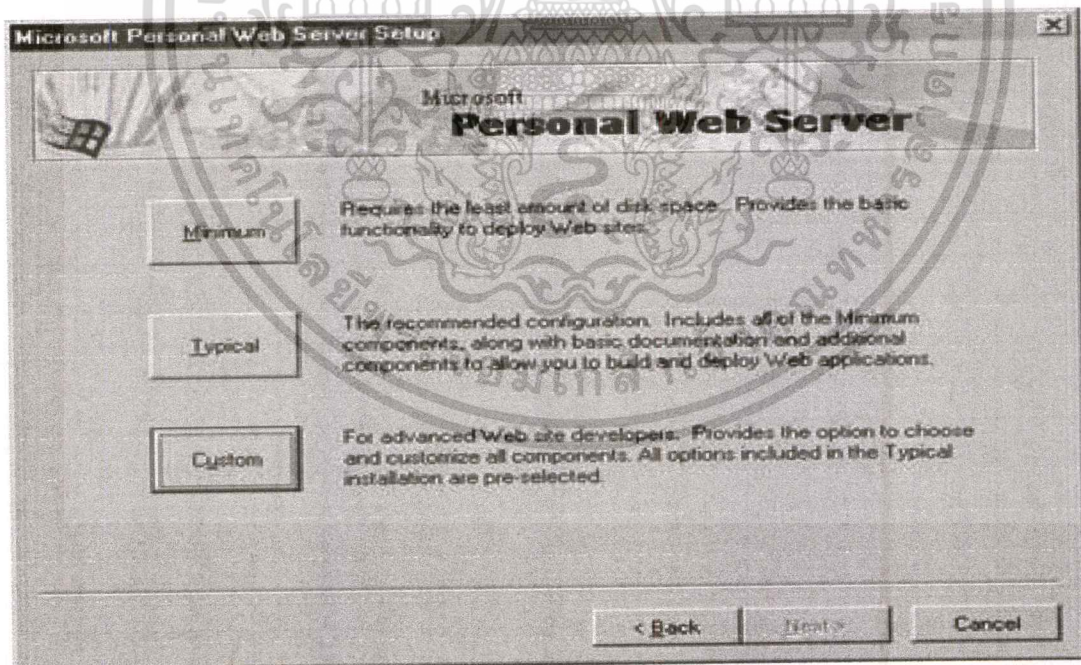 Microsoft Personal Web Server Setup
Microsoft
Personal Web Server
Minimum
Requires the least amount of disk space. Provides the basic
functionality to deploy Web sites.
Typical
The recommended configuration. Includes all of the Minimum
components, along with basic documentation and additional
components to allow you to build and deploy Web applications.
Custom
For advanced Web site developers. Provides the option to choose
and customize all components. All options included in the Typical
installation are pre-selected.
< Back
Next >
Cancel